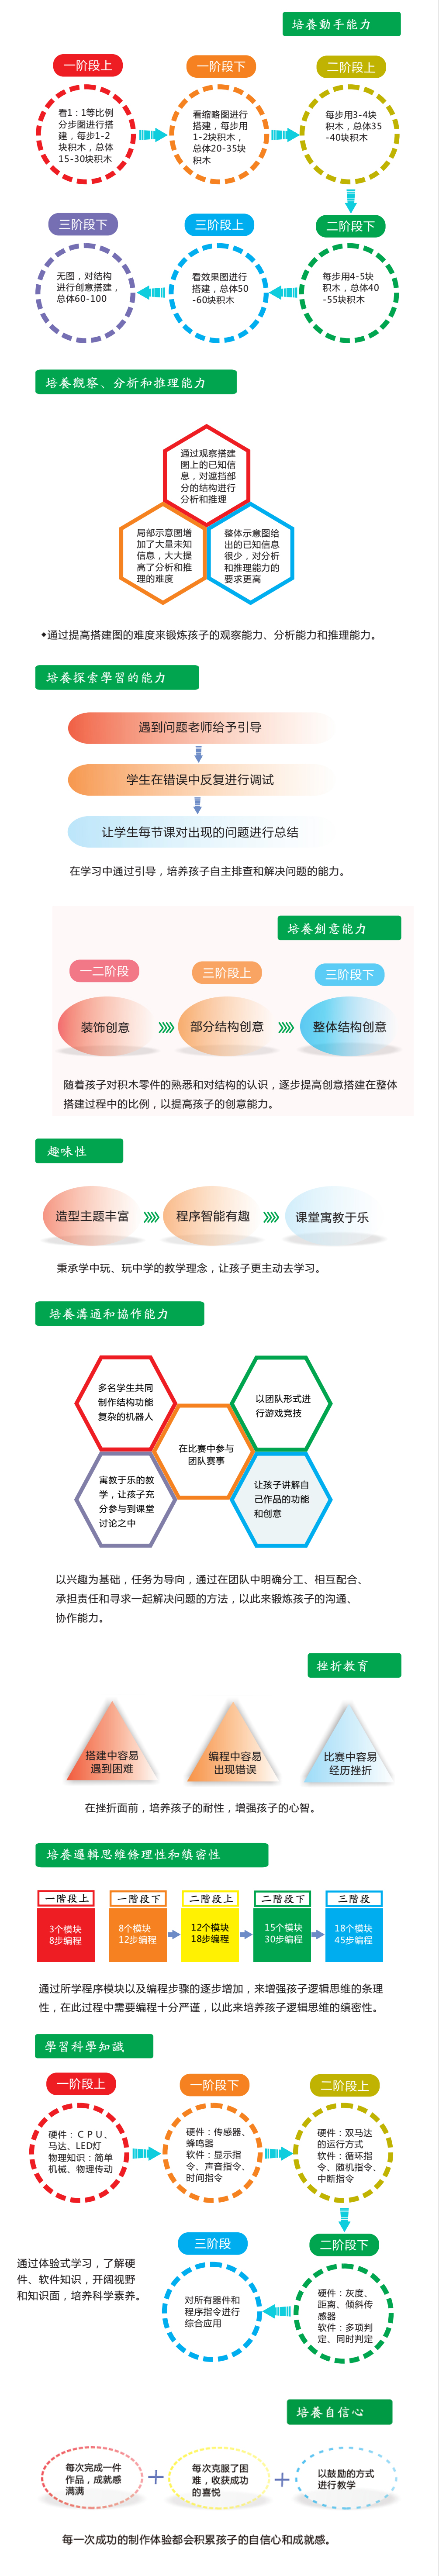 培養動手能力
一阶段上
一阶段下
二阶段上
看1：1等比例
分步图进行搭
建，每步1-2
块积木，总体
15-30块积木
看缩略图进行
搭建，每步用
1-2块积木，
总体20-35块
积木
每步用3-4块
积木，总体35
-40块积木
三阶段下
三阶段上
二阶段下
无图，对结构
进行创意搭建，
总体60-100
看效果图进行
搭建，总体50
-60块积木
每步用4-5块
积木，总体40
-55块积木
培養觀察、分析和推理能力
通过观察搭建
图上的已知信
息，对遮挡部
分的结构进行
分析和推理
局部示意图增
加了大量未知
信息，大大提
高了分析和推
理的难度
整体示意图给
出的已知信息
很少，对分析
和推理能力的
要求更高
◆通过提高搭建图的难度来锻炼孩子的观察能力、分析能力和推理能力。
培養探索學習的能力
遇到问题老师给予引导
学生在错误中反复进行调试
让学生每节课对出现的问题进行总结
在学习中通过引导，培养孩子自主排查和解决问题的能力。
培養創意能力
一二阶段
三阶段上
三阶段下
装饰创意
部分结构创意
整体结构创意
随着孩子对积木零件的熟悉和对结构的认识，逐步提高创意搭建在整体
搭建过程中的比例，以提高孩子的创意能力。
趣味性
造型主题丰富
程序智能有趣
课堂寓教于乐
秉承学中玩、玩中学的教学理念，让孩子更主动去学习。
培養溝通和協作能力
多名学生共同
制作结构功能
复杂的机器人
以团队形式进
行游戏竞技
在比赛中参与
团队赛事
寓教于乐的教
学，让孩子充
分参与到课堂
讨论之中
让孩子讲解自
己作品的功能
和创意
以兴趣为基础，任务为导向，通过在团队中明确分工、相互配合、
承担责任和寻求一起解决问题的方法，以此来锻炼孩子的沟通、
协作能力。
挫折教育
搭建中容易
遇到困难
编程中容易
出现错误
比赛中容易
经历挫折
在挫折面前，培养孩子的耐性，增强孩子的心智。
培養邏輯思維條理性和縝密性
一階段上
一階段下
二階段上
二階段下
三階段
3个模块
8步编程
8个模块
12步编程
12个模块
18步编程
15个模块
30步编程
18个模块
45步编程
通过所学程序模块以及编程步骤的逐步增加，来增强孩子逻辑思维的条理
性，在此过程中需要编程十分严谨，以此来培养孩子逻辑思维的缜密性。
學習科學知識
一阶段上
一阶段下
二阶段上
硬件：ＣＰＵ、
马达、LED灯
物理知识：简单
机械、物理传动
硬件：传感器、
蜂鸣器
软件：显示指
令、声音指令、
时间指令
硬件：双马达
的运行方式
软件：循环指
令、随机指令、
中断指令
三阶段
二阶段下
通过体验式学习，了解硬
件、软件知识，开阔视野
和知识面，培养科学素养。
对所有器件和
程序指令进行
综合应用
硬件：灰度、
距离、倾斜传
感器
软件：多项判
定、同时判定
培養自信心
每次完成一件
作品，成就感
满满
每次克服了困
难，收获成功
的喜悦
以鼓励的方式
进行教学
每一次成功的制作体验都会积累孩子的自信心和成就感。